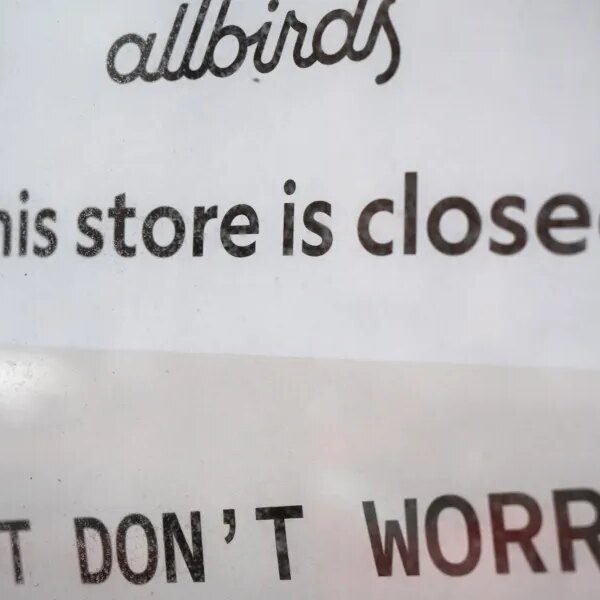 allbirds
his store is close
T DON'T WORR